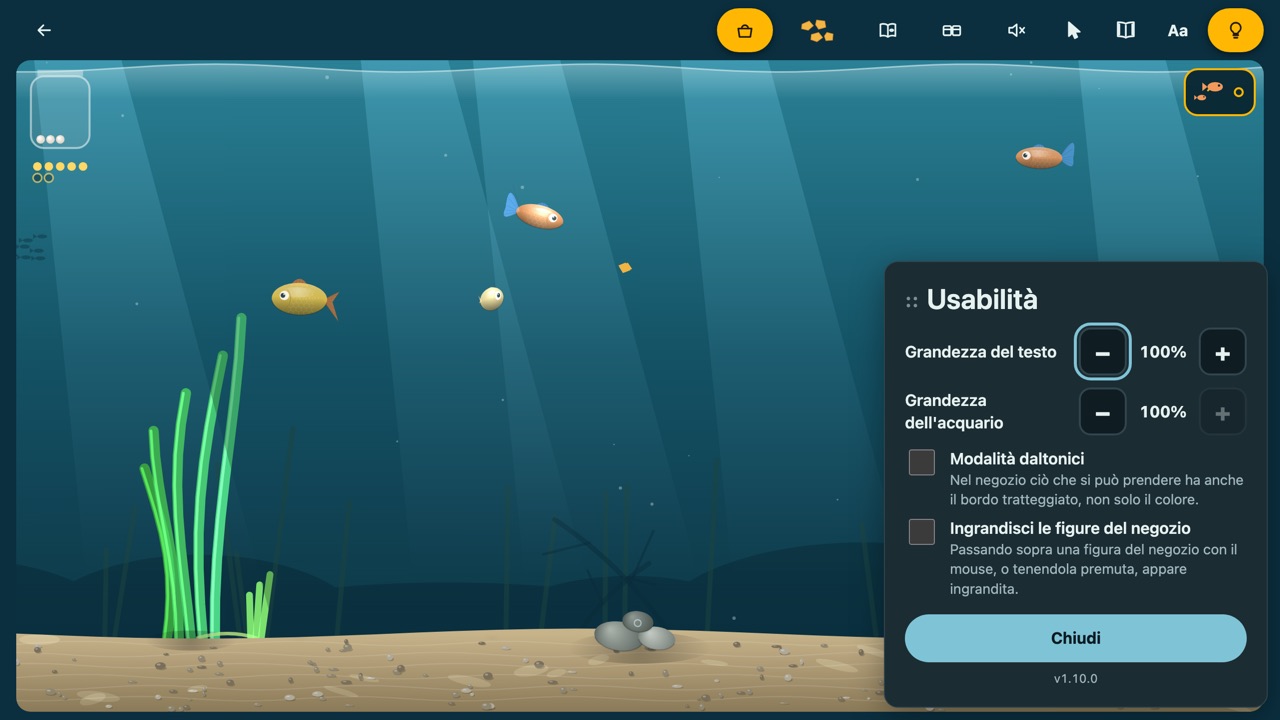 Aa
Usabilità
Grandezza del testo
− 100% +
Grandezza
dell'acquario
− 100% +
Modalità daltonici
Nel negozio ciò che si può prendere ha anche
il bordo tratteggiato, non solo il colore.
Ingrandisci le figure del negozio
Passando sopra una figura del negozio con il
mouse, o tenendola premuta, appare
ingrandita.
Chiudi
v1.10.0